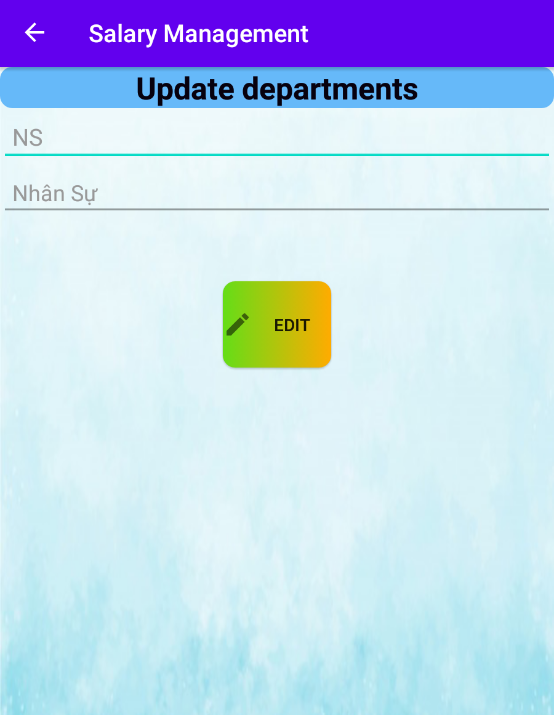 Salary Management
Update departments
NS
Nhân Sự
EDIT